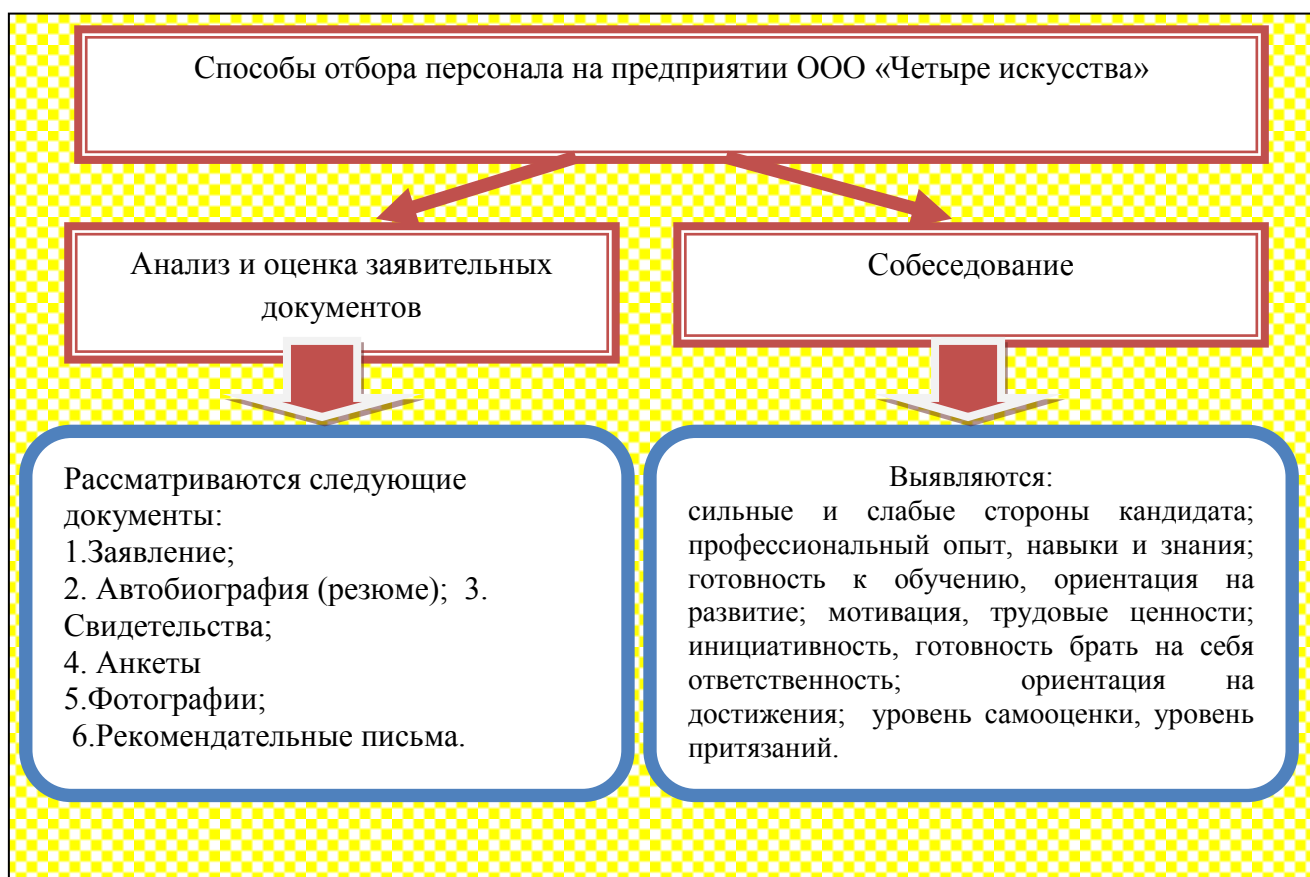 Способы отбора персонала на предприятии ООО «Четыре искусства»
Анализ и оценка заявительных
документов
Собеседование
Рассматриваются следующие
документы:
1.Заявление;
2. Автобиография (резюме);  3.
Свидетельства;
4. Анкеты
5.Фотографии;
6.Рекомендательные письма.
Выявляются:
сильные и слабые стороны кандидата;
профессиональный опыт, навыки и знания;
готовность к обучению, ориентация на
развитие; мотивация, трудовые ценности;
инициативность, готовность брать на себя
ответственность; ориентация на
достижения; уровень самооценки, уровень
притязаний.